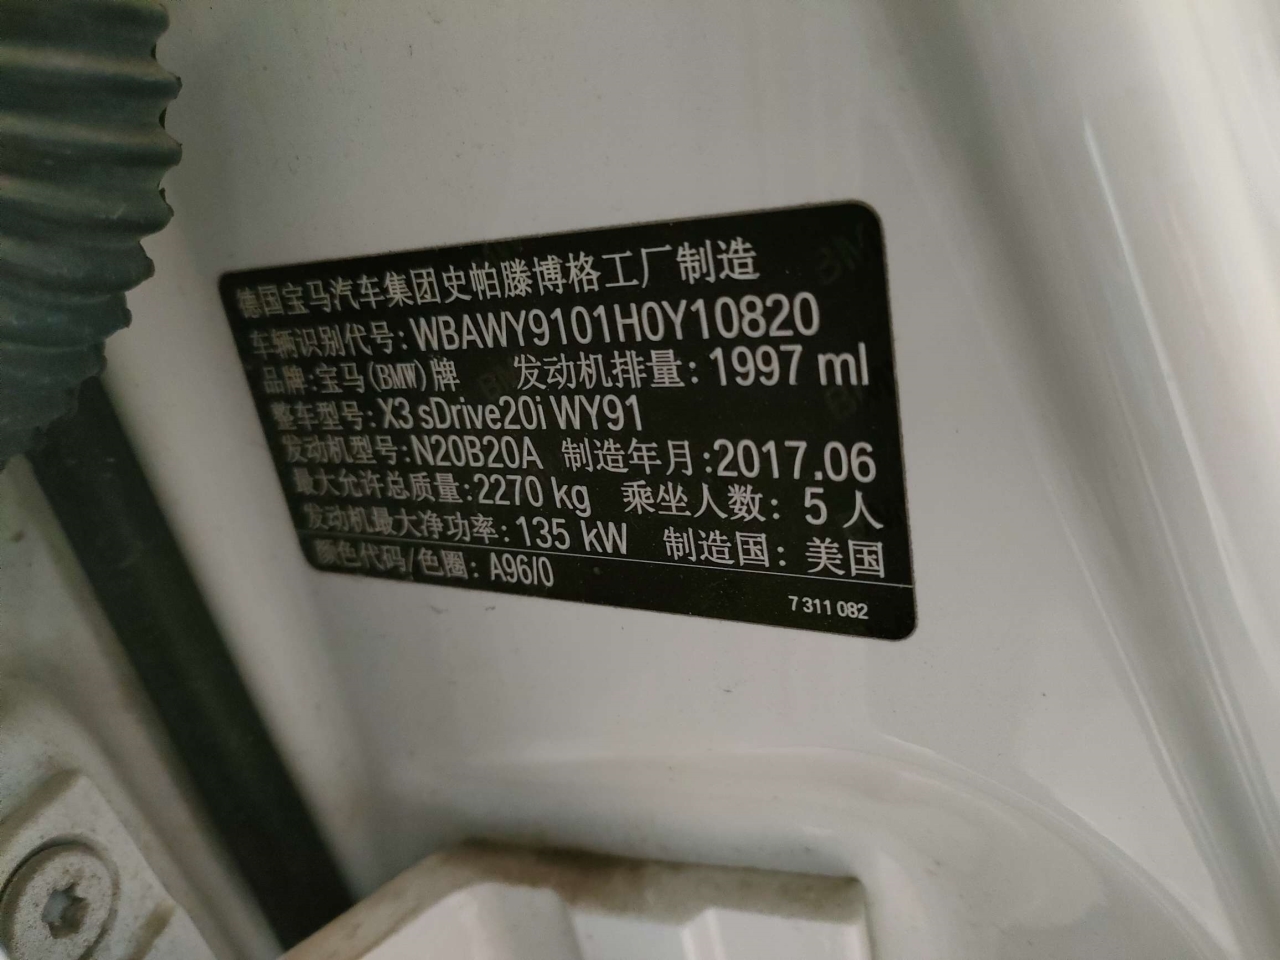 德国宝马汽车集团史帕滕博格工厂制造
车辆识别代号:WBAWY9101H0Y10820
品牌:宝马(BMW)牌 发动机排量:1997 ml
整车型号:X3 sDrive20i WY91
发动机型号:N20B20A 制造年月:2017.06
最大允许总质量:2270 kg 乘坐人数: 5 人
发动机最大净功率:135 kW 制造国: 美国
颜色代码/色圈: A96/0
7 311 082